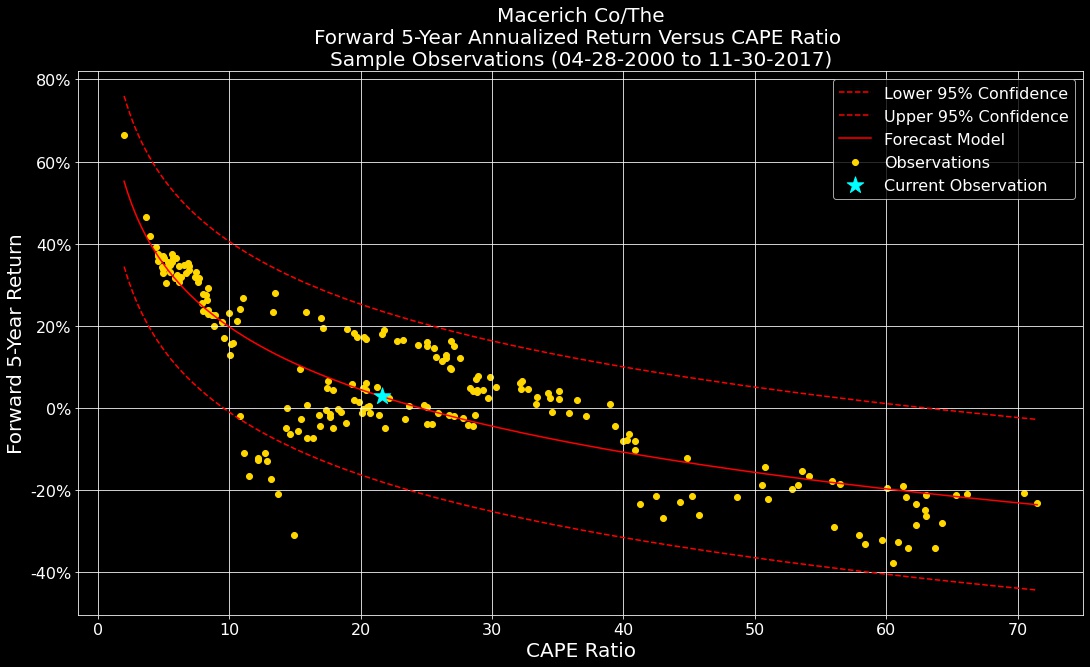 Macerich Co/The
Forward 5-Year Annualized Return Versus CAPE Ratio
Sample Observations (04-28-2000 to 11-30-2017)
Lower 95% Confidence
Upper 95% Confidence
Forecast Model
Observations
Current Observation
Forward 5-Year Return
80%
60%
40%
20%
0%
-20%
-40%
0 10 20 30 40 50 60 70
CAPE Ratio